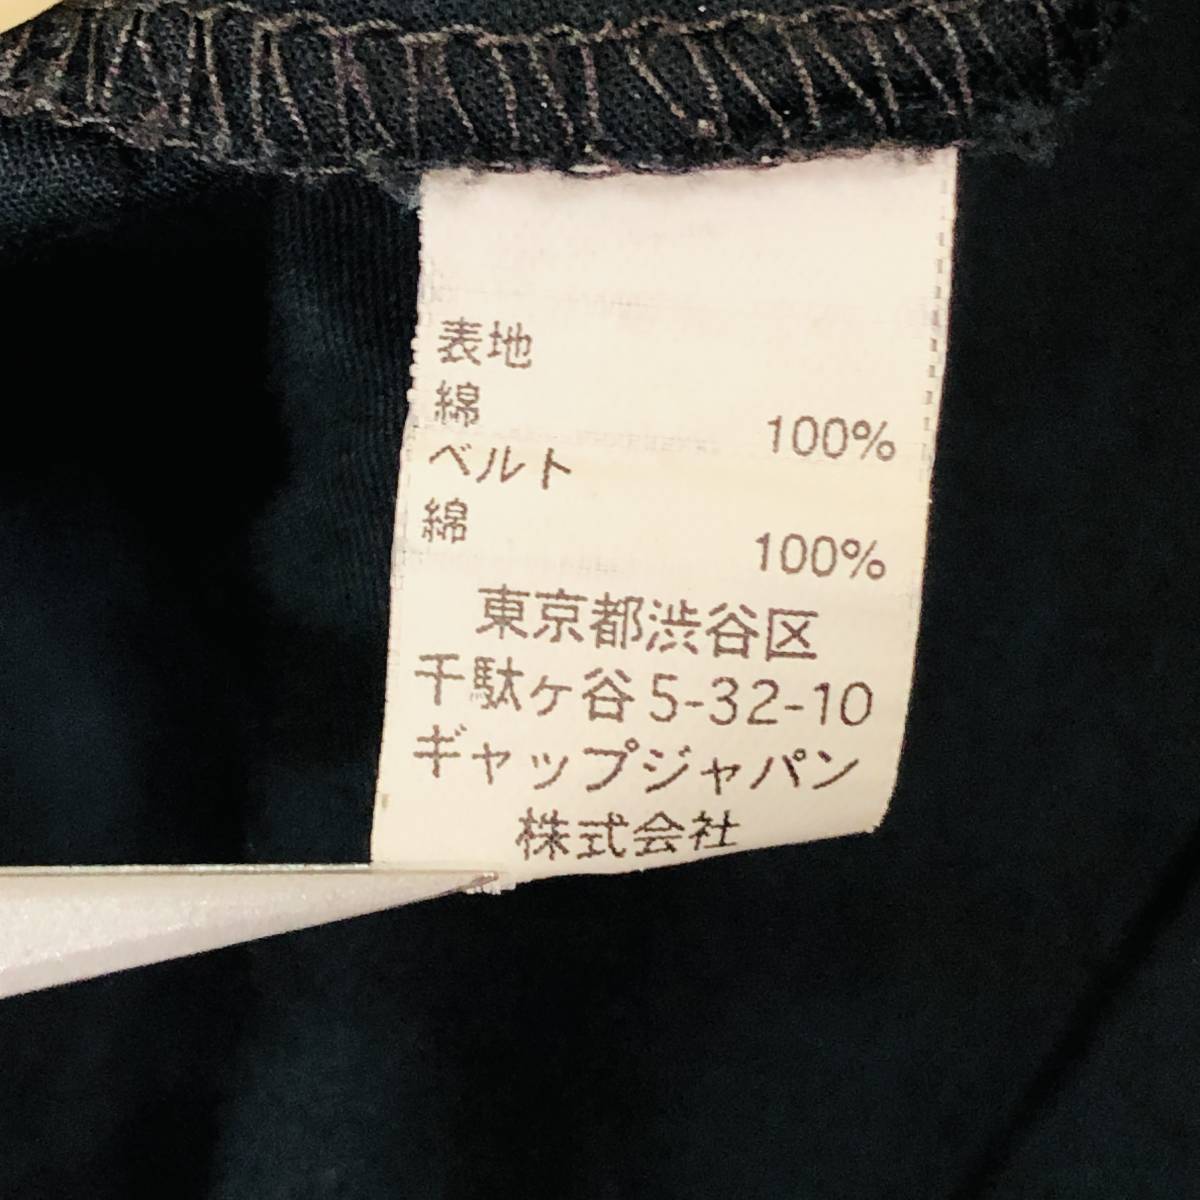 表地
綿 100%
ベルト
綿 100%
東京都渋谷区
千駄ヶ谷5-32-10
ギャップジャパン
株式会社